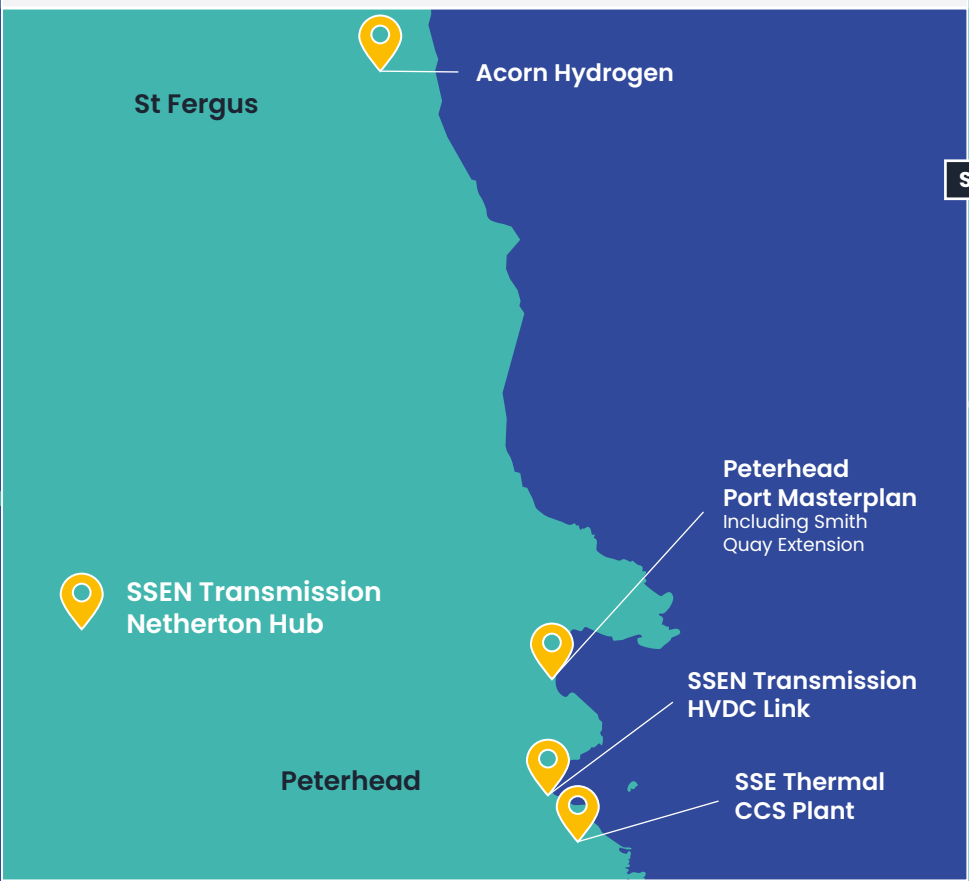 Acorn Hydrogen
St Fergus
S
Peterhead
Port Masterplan
Including Smith
Quay Extension
SSEN Transmission
Netherton Hub
SSEN Transmission
HVDC Link
Peterhead
SSE Thermal
CCS Plant